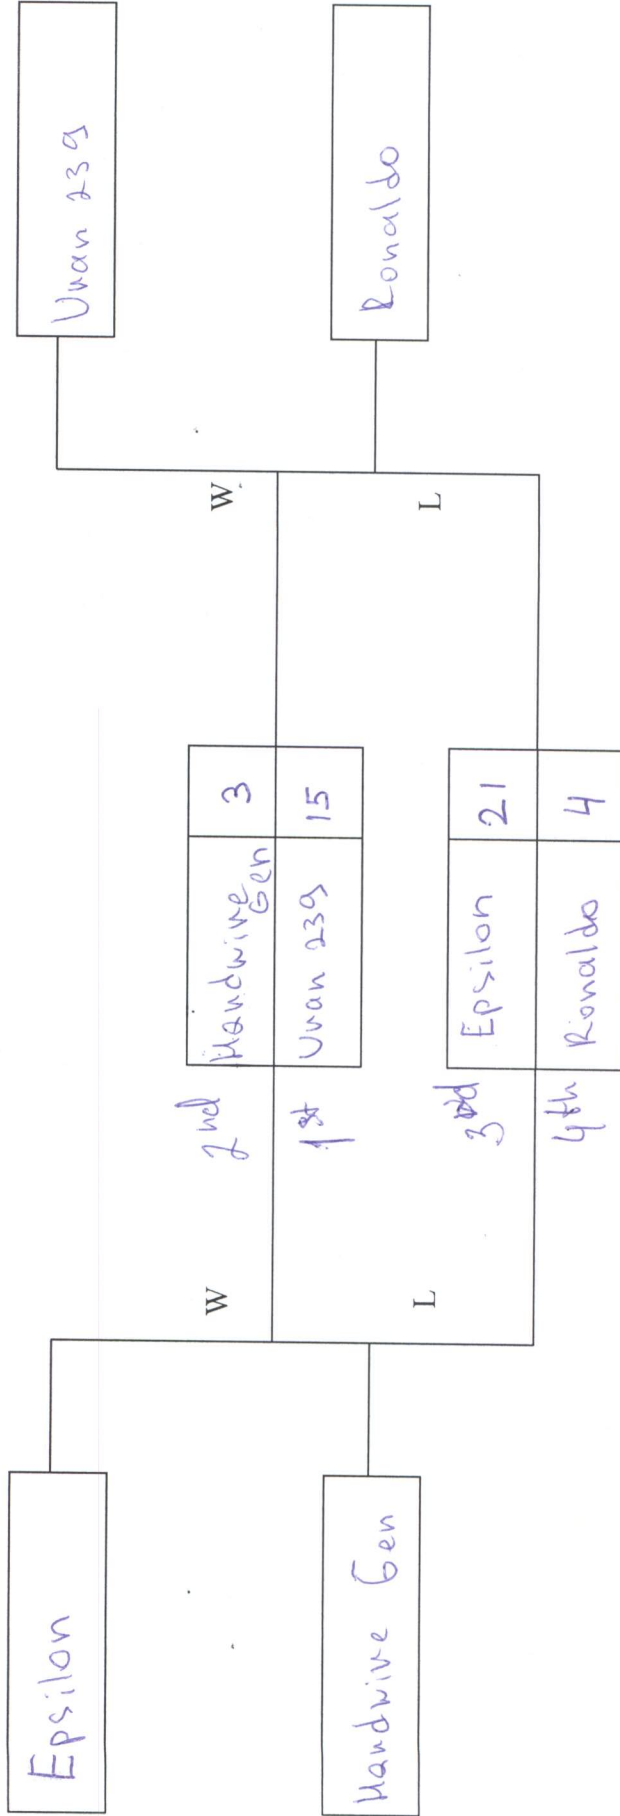 Epsilon
Uran 239
W
W
2nd
Handwire Gen
3
1st
Uran 239
15
Handwire Gen
Ronaldo
L
L
3rd
Epsilon
21
4th
Ronaldo
4